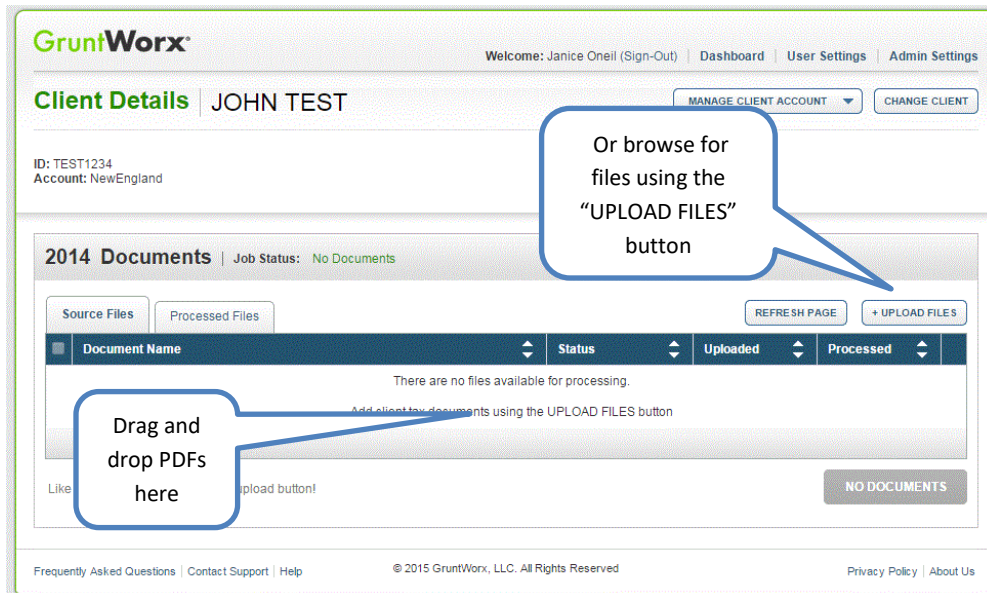 GruntWorx
Welcome: Janice Oneil (Sign-Out) | Dashboard | User Settings | Admin Settings
Client Details | JOHN TEST
MANAGE CLIENT ACCOUNT
CHANGE CLIENT
Or browse for
files using the
“UPLOAD FILES”
button
ID: TEST1234
Account: NewEngland
2014 Documents | Job Status: No Documents
Source Files
Processed Files
REFRESH PAGE
+ UPLOAD FILES
Document Name
Status
Uploaded
Processed
There are no files available for processing.
Add client tax documents using the UPLOAD FILES button
Drag and
drop PDFs
here
Like
upload button!
NO DOCUMENTS
Frequently Asked Questions | Contact Support | Help
© 2015 GruntWorx, LLC. All Rights Reserved
Privacy Policy | About Us